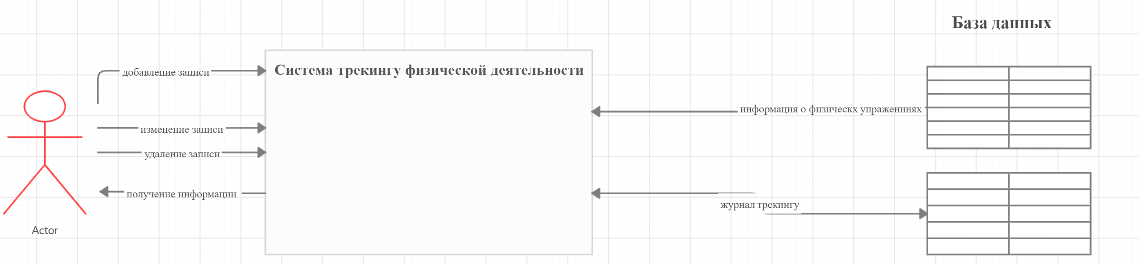 База данных
добавление записи
Система трекингу физической деятельности
информация о физическх упраженинях
изменение записи
удаление записи
получение информации
журнал трекингу
Actor